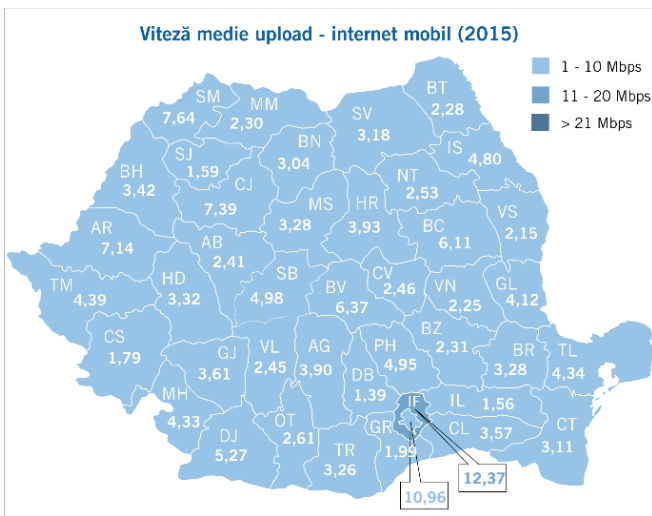 Viteză medie upload - internet mobil (2015)
1 - 10 Mbps
11 - 20 Mbps
> 21 Mbps
SM
7,64
MM
2,30
SV
3,18
BT
2,28
IS
4,80
BN
3,04
SJ
1,59
CJ
7,39
BH
3,42
NT
2,53
MS
3,28
HR
3,93
VS
2,15
BC
6,11
AR
7,14
AB
2,41
HD
3,32
TM
4,39
SB
4,98
BV
6,37
CV
2,46
VN
2,25
GL
4,12
CS
1,79
GJ
3,61
VL
2,45
AG
3,90
PH
4,95
BZ
2,31
BR
3,28
TL
4,34
DB
1,39
MH
4,33
IF
IL 1,56
DJ
5,27
OT
2,61
TR
3,26
GR
1,99
CL 3,57
CT
3,11
12,37
10,96